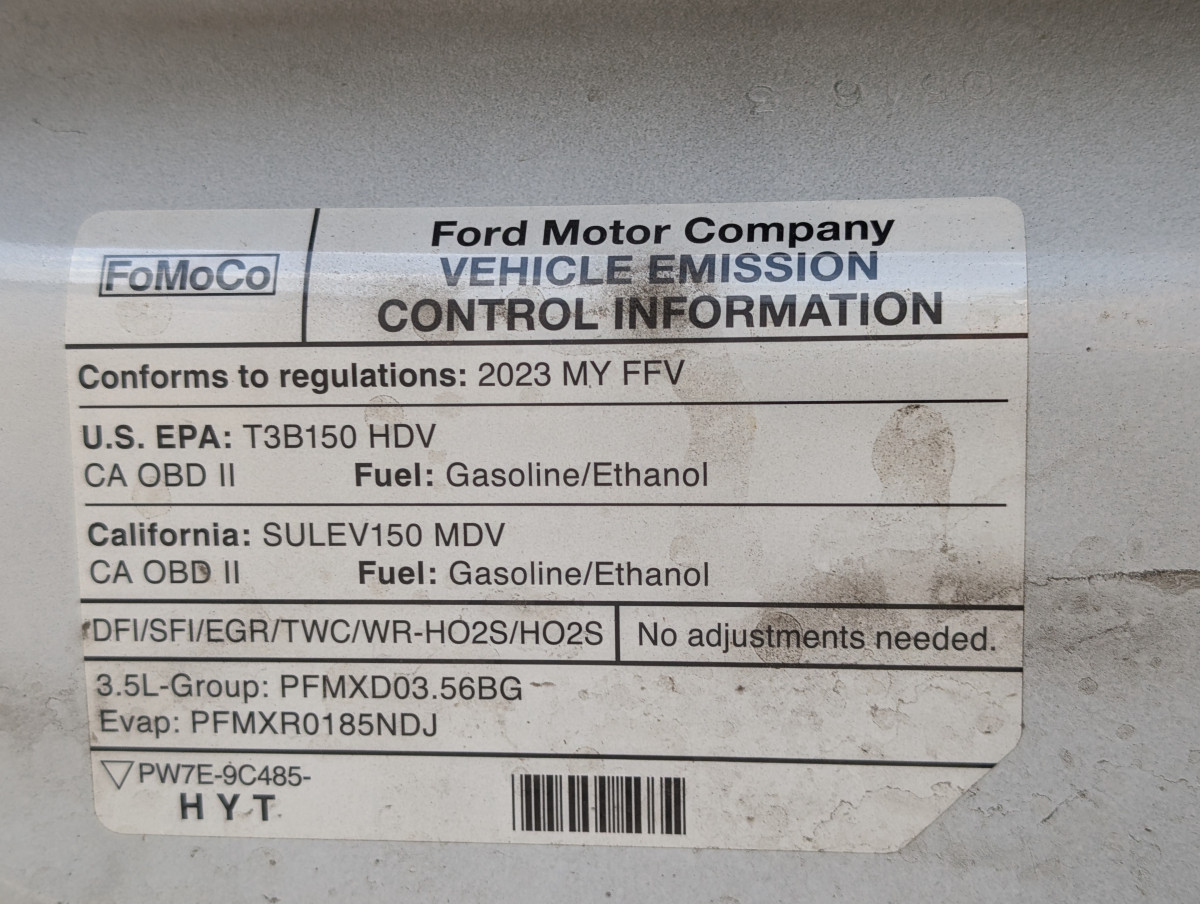 FoMoCo
Ford Motor Company
VEHICLE EMISSION
CONTROL INFORMATION
Conforms to regulations: 2023 MY FFV
U.S. EPA: T3B150 HDV
CA OBD II Fuel: Gasoline/Ethanol
California: SULEV150 MDV
CA OBD II Fuel: Gasoline/Ethanol
DFI/SFI/EGR/TWC/WR-HO2S/HO2S
No adjustments needed.
3.5L-Group: PFMXD03.56BG
Evap: PFMXR0185NDJ
PW7E-9C485-
HYT